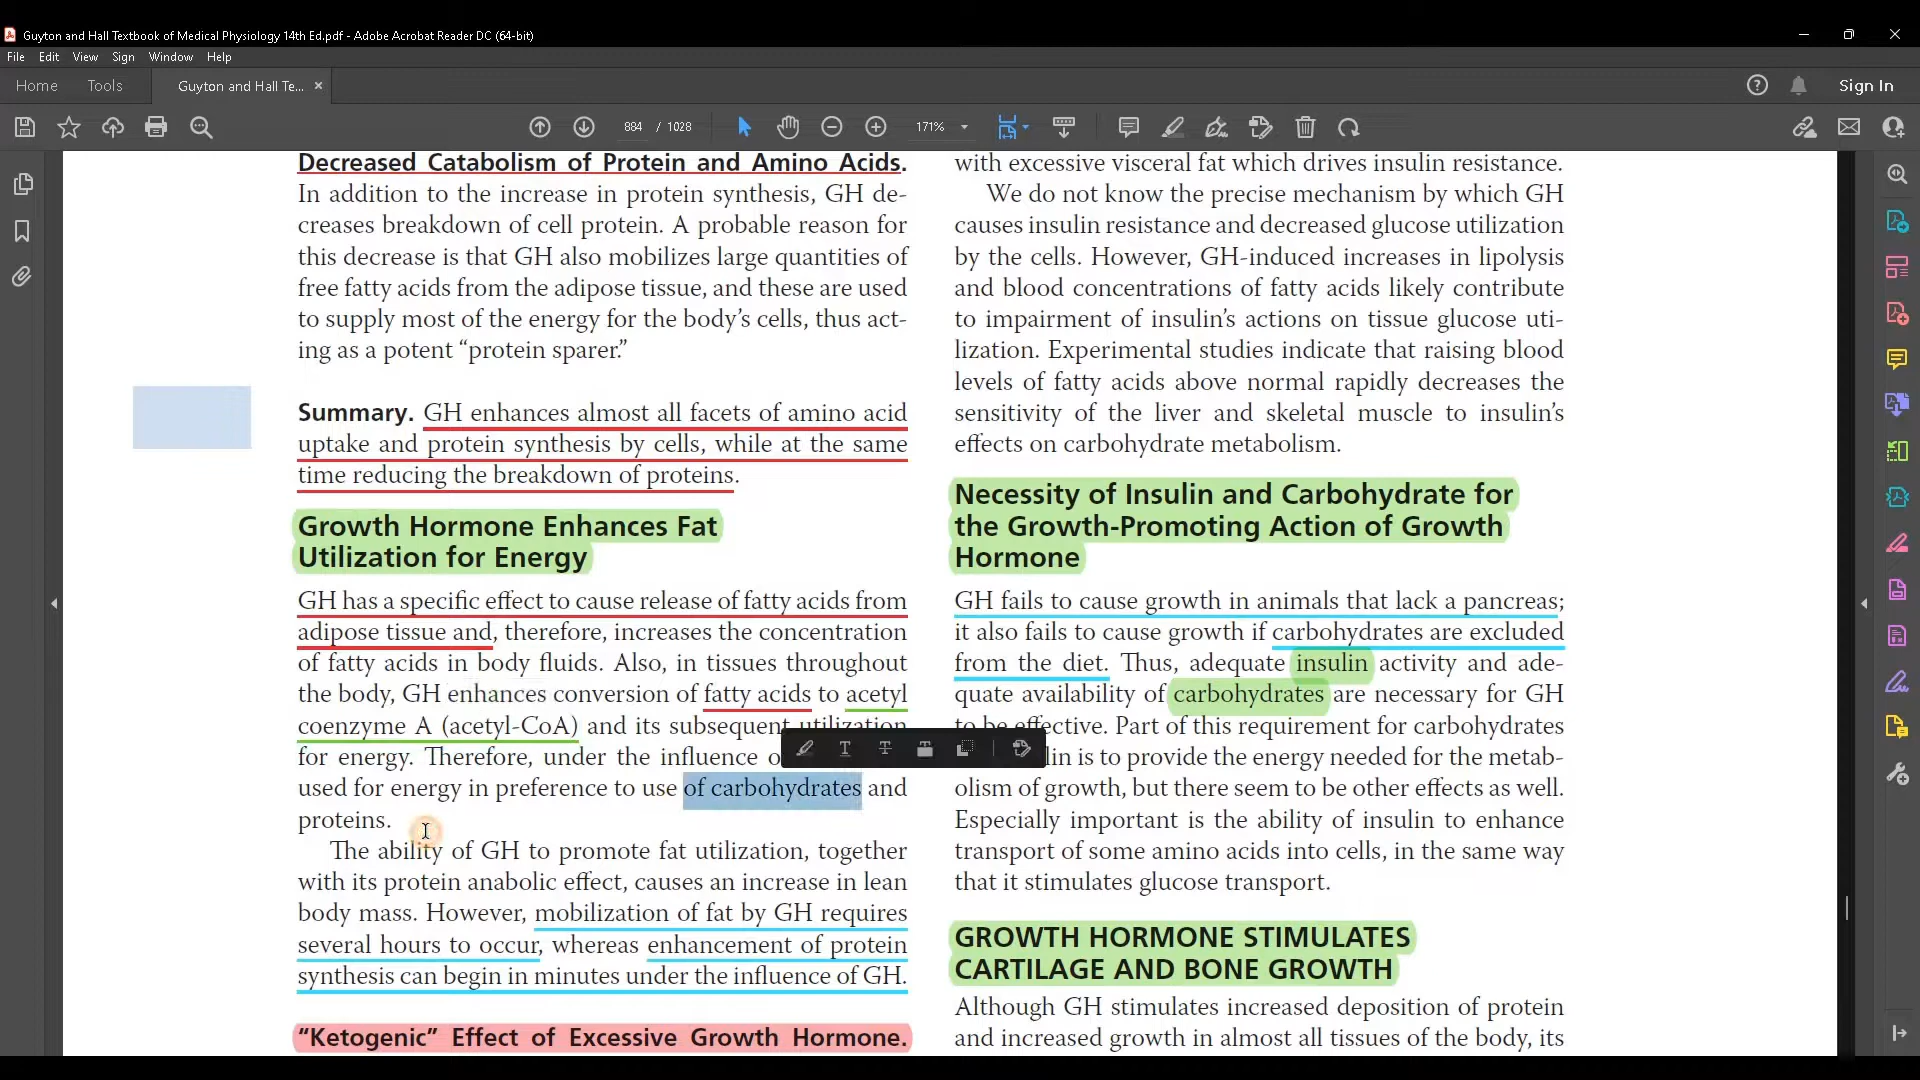 Guyton and Hall Textbook of Medical Physiology 14th Ed.pdf - Adobe Acrobat Reader DC (64-bit)
File Edit View Sign Window Help
Home Tools Guyton and Hall Te... × Sign In
884 / 1028 171%
Decreased Catabolism of Protein and Amino Acids.
In addition to the increase in protein synthesis, GH de-
creases breakdown of cell protein. A probable reason for
this decrease is that GH also mobilizes large quantities of
free fatty acids from the adipose tissue, and these are used
to supply most of the energy for the body's cells, thus act-
ing as a potent “protein sparer.”
Summary. GH enhances almost all facets of amino acid
uptake and protein synthesis by cells, while at the same
time reducing the breakdown of proteins.
Growth Hormone Enhances Fat
Utilization for Energy
GH has a specific effect to cause release of fatty acids from
adipose tissue and, therefore, increases the concentration
of fatty acids in body fluids. Also, in tissues throughout
the body, GH enhances conversion of fatty acids to acetyl
coenzyme A (acetyl-CoA) and its subsequent utilization
for energy. Therefore, under the influence
used for energy in preference to use of carbohydrates and
proteins.
The ability of GH to promote fat utilization, together
with its protein anabolic effect, causes an increase in lean
body mass. However, mobilization of fat by GH requires
several hours to occur, whereas enhancement of protein
synthesis can begin in minutes under the influence of GH.
“Ketogenic” Effect of Excessive Growth Hormone.
with excessive visceral fat which drives insulin resistance.
We do not know the precise mechanism by which GH
causes insulin resistance and decreased glucose utilization
by the cells. However, GH-induced increases in lipolysis
and blood concentrations of fatty acids likely contribute
to impairment of insulin's actions on tissue glucose uti-
lization. Experimental studies indicate that raising blood
levels of fatty acids above normal rapidly decreases the
sensitivity of the liver and skeletal muscle to insulin's
effects on carbohydrate metabolism.
Necessity of Insulin and Carbohydrate for
the Growth-Promoting Action of Growth
Hormone
GH fails to cause growth in animals that lack a pancreas;
it also fails to cause growth if carbohydrates are excluded
from the diet. Thus, adequate insulin activity and ade-
quate availability of carbohydrates are necessary for GH
to be effective. Part of this requirement for carbohydrates
lin is to provide the energy needed for the metab-
olism of growth, but there seem to be other effects as well.
Especially important is the ability of insulin to enhance
transport of some amino acids into cells, in the same way
that it stimulates glucose transport.
GROWTH HORMONE STIMULATES
CARTILAGE AND BONE GROWTH
Although GH stimulates increased deposition of protein
and increased growth in almost all tissues of the body, its